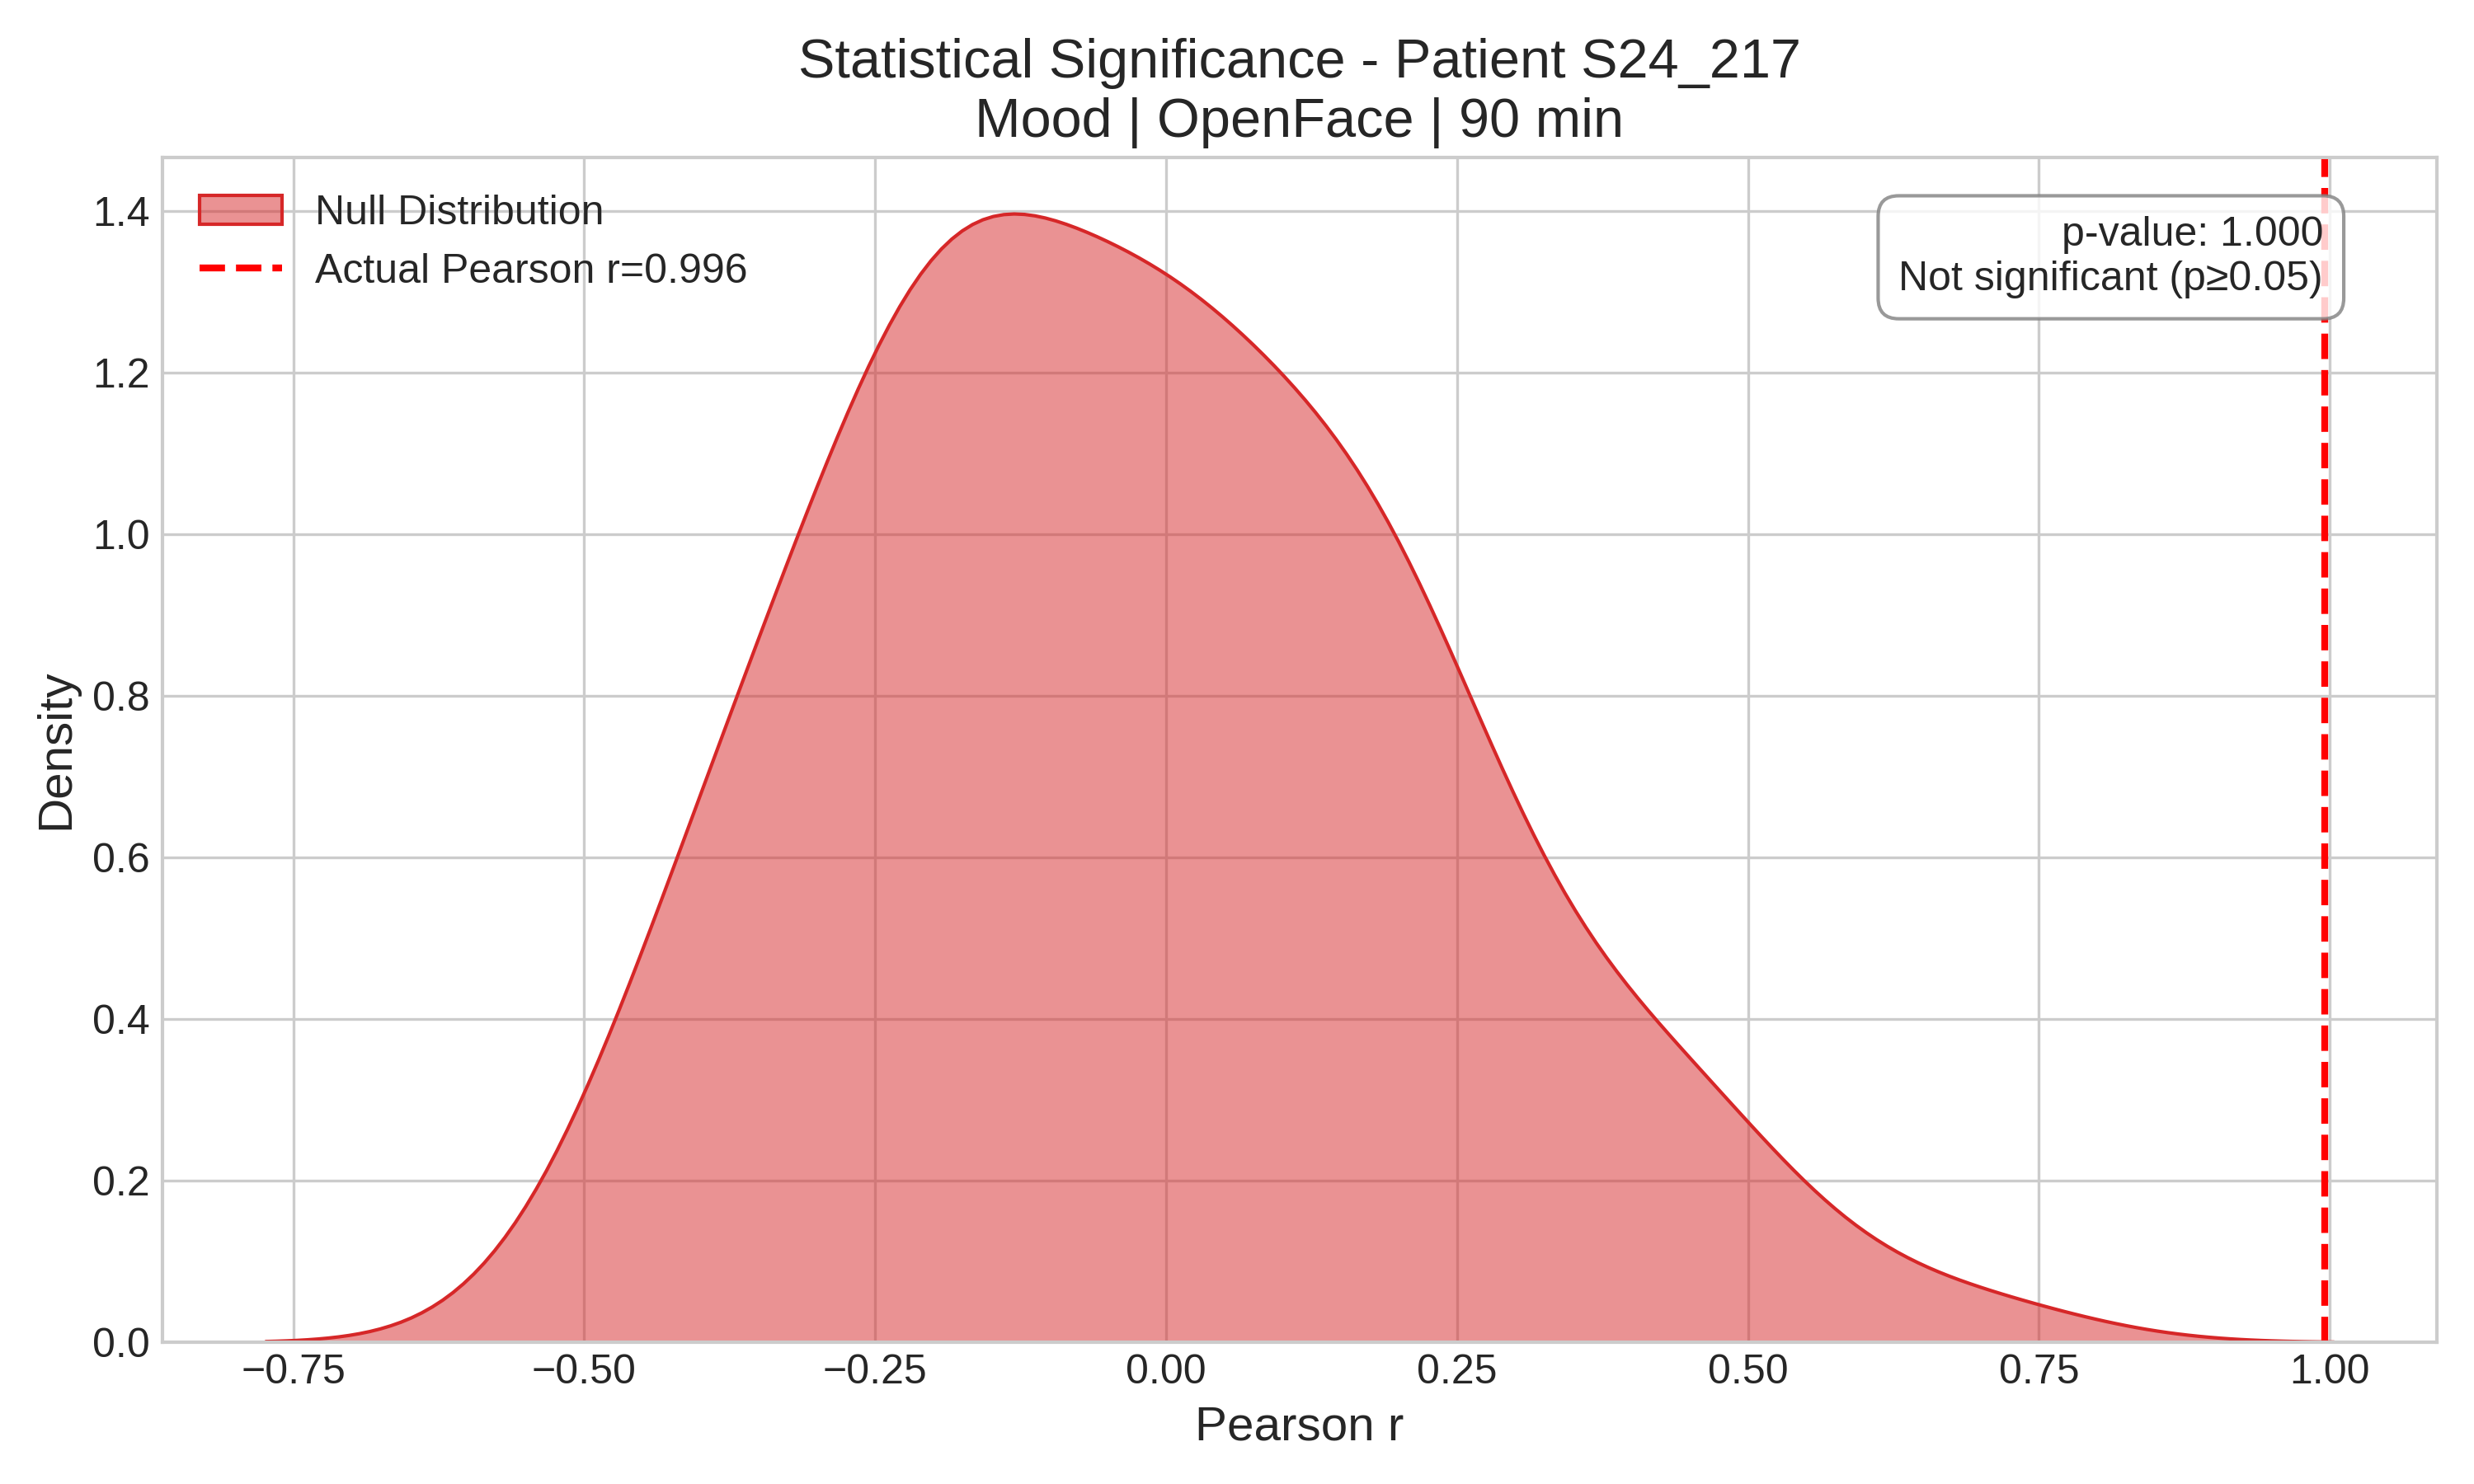 Statistical Significance - Patient S24_217
Mood | OpenFace | 90 min
Null Distribution
Actual Pearson r=0.996
p-value: 1.000
Not significant (p≥0.05)
Density
1.4
1.2
1.0
0.8
0.6
0.4
0.2
0.0
−0.75
−0.50
−0.25
0.00
0.25
0.50
0.75
1.00
Pearson r